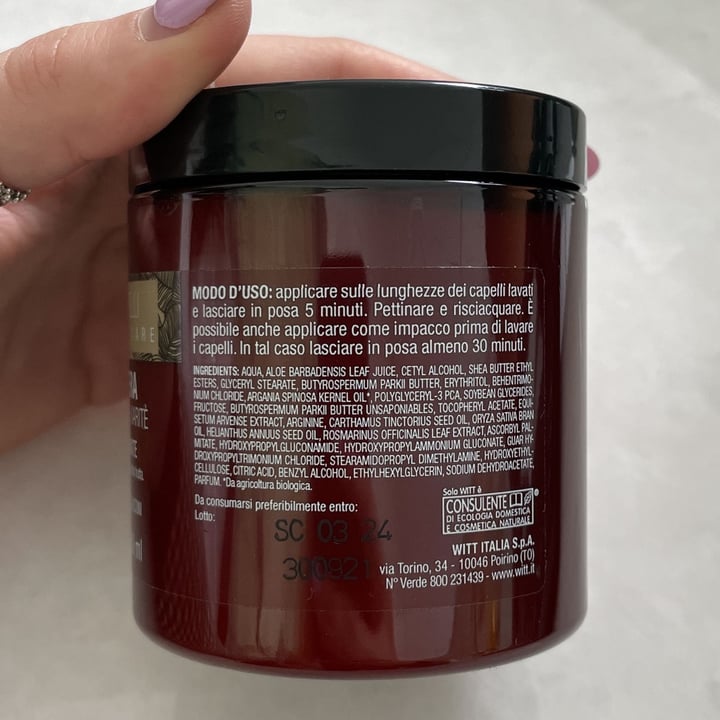 MODO D'USO: applicare sulle lunghezze dei capelli lavati
e lasciare in posa 5 minuti. Pettinare e risciacquare. È
possibile anche applicare come impacco prima di lavare
i capelli. In tal caso lasciare in posa almeno 30 minuti.
INGREDIENTS: AQUA, ALOE BARBADENSIS LEAF JUICE, CETYL ALCOHOL, SHEA BUTTER ETHYL
ESTERS, GLYCERYL STEARATE, BUTYROSPERMUM PARKII BUTTER, ERYTHRITOL, BEHENTRIMO-
NIUM CHLORIDE, ARGANIA SPINOSA KERNEL OIL*, POLYGLYCERYL-3 PCA, SOYBEAN GLYCERIDES,
FRUCTOSE, BUTYROSPERMUM PARKII BUTTER UNSAPONIABLES, TOCOPHERYL ACETATE, EQUI-
SETUM ARVENSE EXTRACT, ARGININE, CARTHAMUS TINCTORIUS SEED OIL, ORYZA SATIVA BRAN
OIL, HELIANTHUS ANNUUS SEED OIL, ROSMARINUS OFFICINALIS LEAF EXTRACT, ASCORBYL PAL-
MITATE, HYDROXYPROPYLGLUCONAMIDE, HYDROXYPROPYLAMMONIUM GLUCONATE, GUAR HY-
DROXYPROPYLTRIMONIUM CHLORIDE, STEARAMIDOPROPYL DIMETHYLAMINE, HYDROXYETHYL-
CELLULOSE, CITRIC ACID, BENZYL ALCOHOL, ETHYLHEXYLGLYCERIN, SODIUM DEHYDROACETATE,
PARFUM. *Da agricoltura biologica.
Da consumarsi preferibilmente entro:
Lotto:
SC 03 24
300921
Solo WITT è
CONSULENTE
DI ECOLOGIA DOMESTICA
E COSMETICA NATURALE
WITT ITALIA S.p.A.
via Torino, 34 - 10046 Poirino (TO)
N° Verde 800 231439 - www.witt.it
ml